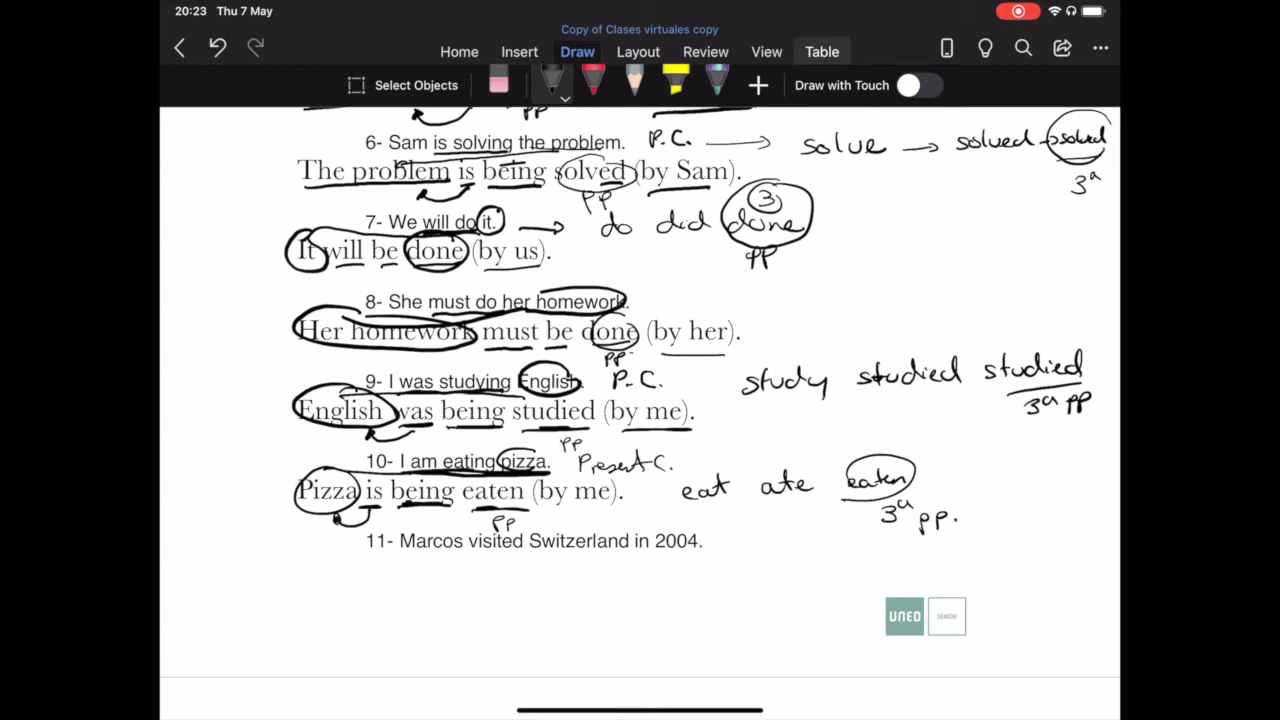 20:23 Thu 7 May
Copy of Clases virtuales copy
Home Insert Draw Layout Review View Table
Select Objects Draw with Touch
PP
6- Sam is solving the problem. P.C. → solve → solved → solved
The problem is being solved (by Sam).
PP 3ª
7- We will do it. → do did done 3
It will be done (by us). PP
8- She must do her homework.
Her homework must be done (by her).
PP
9- I was studying English. P.C. study studied studied
English was being studied (by me). 3ª PP
PP
10- I am eating pizza. Present C.
Pizza is being eaten (by me). eat ate eaten
PP 3ª pp.
11- Marcos visited Switzerland in 2004.
UNED SENIOR